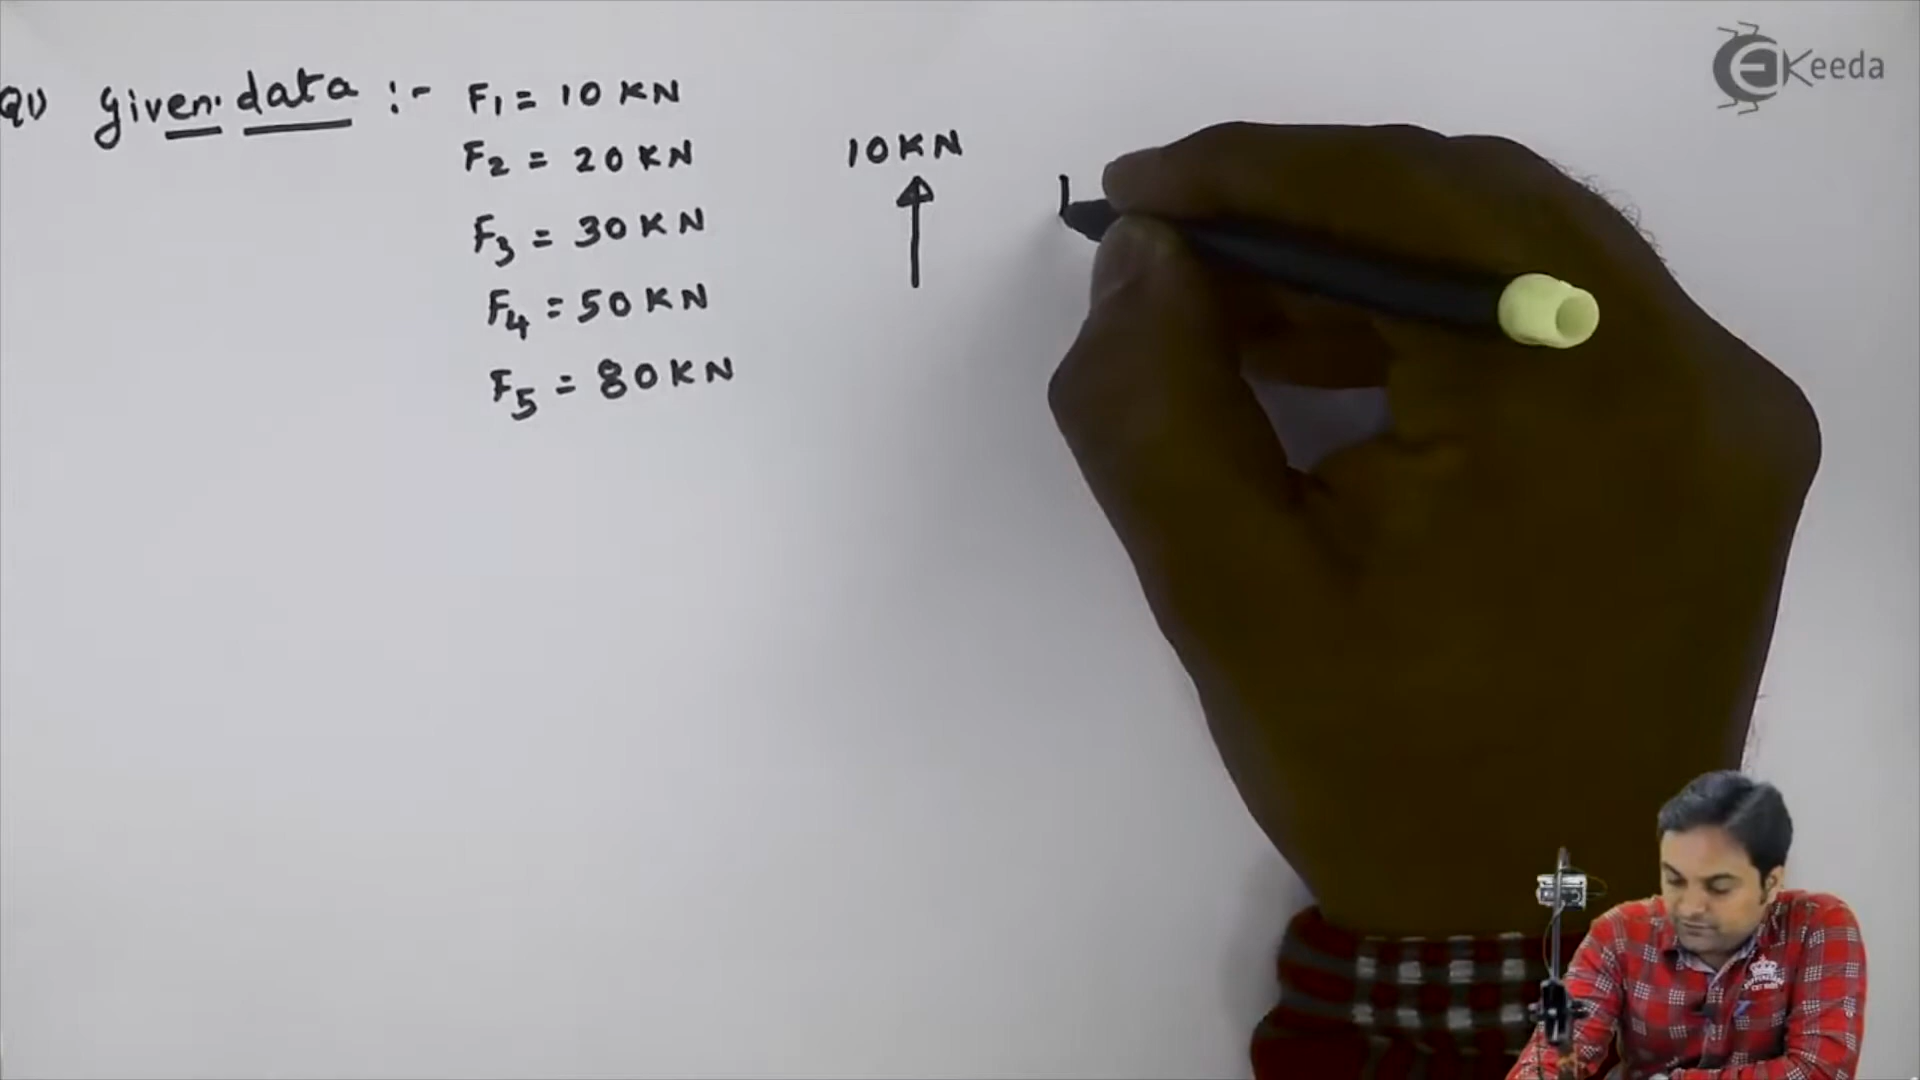 Q1) Given data :- F1 = 10 KN
F2 = 20 KN
F3 = 30 KN
F4 = 50 KN
F5 = 80 KN
10 KN
EKeeda